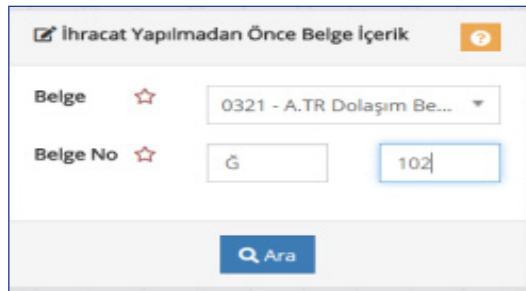 İhracat Yapılmadan Önce Belge İçerik ?
Belge 0321 - A.TR Dolaşım Be...
Belge No Ğ 102
Ara